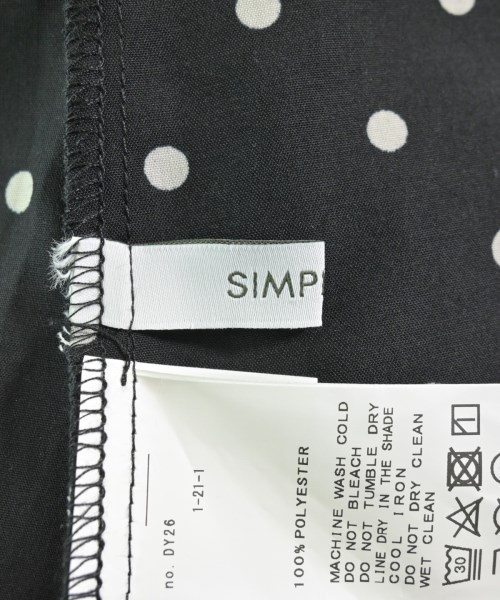 SIMPL
no. DY26
1-21-1
100% POLYESTER
MACHINE WASH COLD
DO NOT BLEACH
DO NOT TUMBLE DRY
LINE DRY IN THE SHADE
COOL IRON
DO NOT DRY CLEAN
WET CLEAN
30